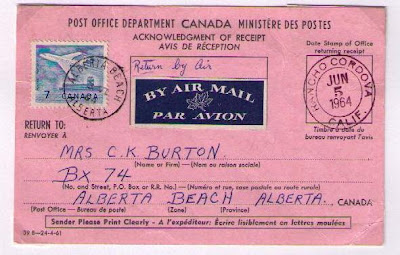 POST OFFICE DEPARTMENT CANADA MINISTÈRE DES POSTES
ACKNOWLEDGMENT OF RECEIPT
AVIS DE RÉCEPTION
Return by Air
Date Stamp of Office
returning receipt
ALBERTA BEACH
ALBERTA
7 CANADA
BY AIR MAIL
PAR AVION
RANCHO CORDOVA
JUN
5
1964
CALIF.
Timbre à date du
bureau renvoyant l'avis
RETURN TO:
RENVOYER À
MRS C.K BURTON
(Name or Firm) — (Nom ou raison sociale)
BX 74
(No. and Street, P.O. Box or R.R. No.) — (Numéro et rue, case postale ou route rurale)
ALBERTA BEACH ALBERTA. CANADA
(Post Office — Bureau de poste) (Zone) (Province)
Sender Please Print Clearly - A l'expéditeur: Écrire lisiblement en lettres moulées